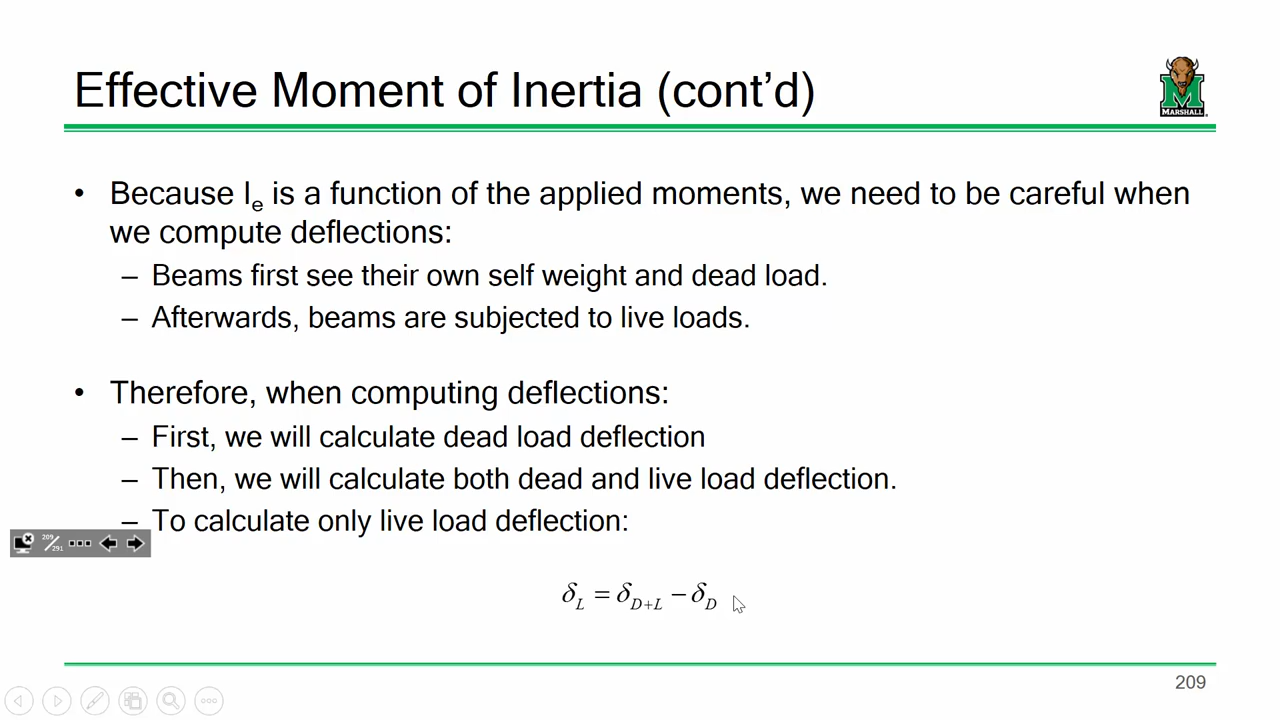 Effective Moment of Inertia (cont’d)
MARSHALL
• Because Ie is a function of the applied moments, we need to be careful when
we compute deflections:
– Beams first see their own self weight and dead load.
– Afterwards, beams are subjected to live loads.
• Therefore, when computing deflections:
– First, we will calculate dead load deflection
– Then, we will calculate both dead and live load deflection.
– To calculate only live load deflection:
209/291
δL = δD+L − δD
209